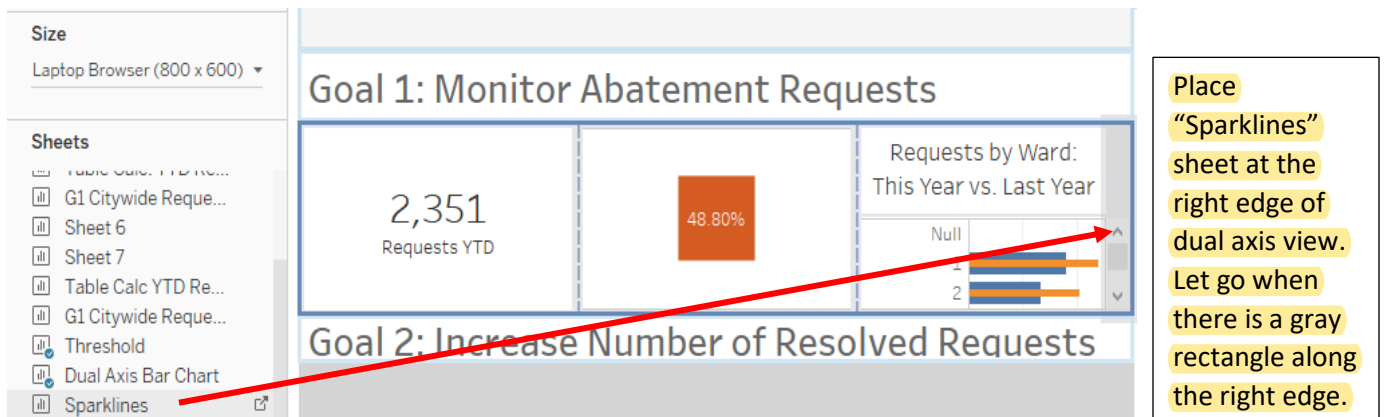 Size
Laptop Browser (800 x 600)
Sheets
G1 Citywide Reque...
Sheet 6
Sheet 7
Table Calc YTD Re...
G1 Citywide Reque...
Threshold
Dual Axis Bar Chart
Sparklines
Goal 1: Monitor Abatement Requests
2,351
Requests YTD
48.80%
Requests by Ward:
This Year vs. Last Year
Null
1
2
Goal 2: Increase Number of Resolved Requests
Place
“Sparklines”
sheet at the
right edge of
dual axis view.
Let go when
there is a gray
rectangle along
the right edge.